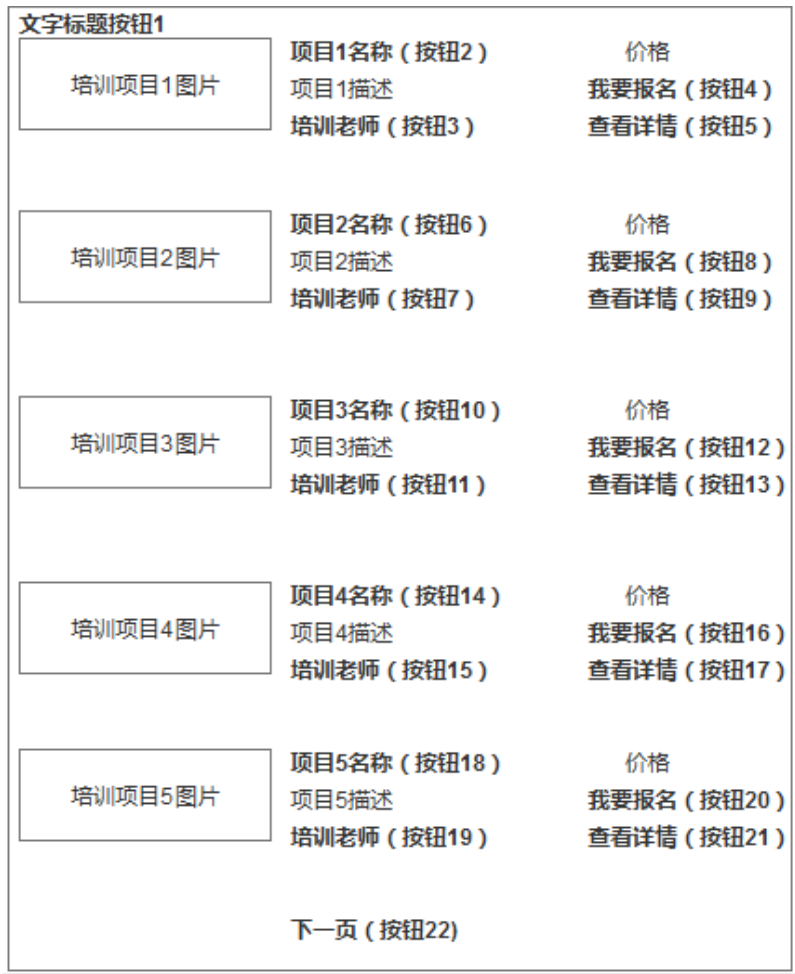 文字标题按钮1
培训项目1图片
项目1名称（按钮2）
价格
项目1描述
我要报名（按钮4）
培训老师（按钮3）
查看详情（按钮5）
培训项目2图片
项目2名称（按钮6）
价格
项目2描述
我要报名（按钮8）
培训老师（按钮7）
查看详情（按钮9）
培训项目3图片
项目3名称（按钮10）
价格
项目3描述
我要报名（按钮12）
培训老师（按钮11）
查看详情（按钮13）
培训项目4图片
项目4名称（按钮14）
价格
项目4描述
我要报名（按钮16）
培训老师（按钮15）
查看详情（按钮17）
培训项目5图片
项目5名称（按钮18）
价格
项目5描述
我要报名（按钮20）
培训老师（按钮19）
查看详情（按钮21）
下一页（按钮22)